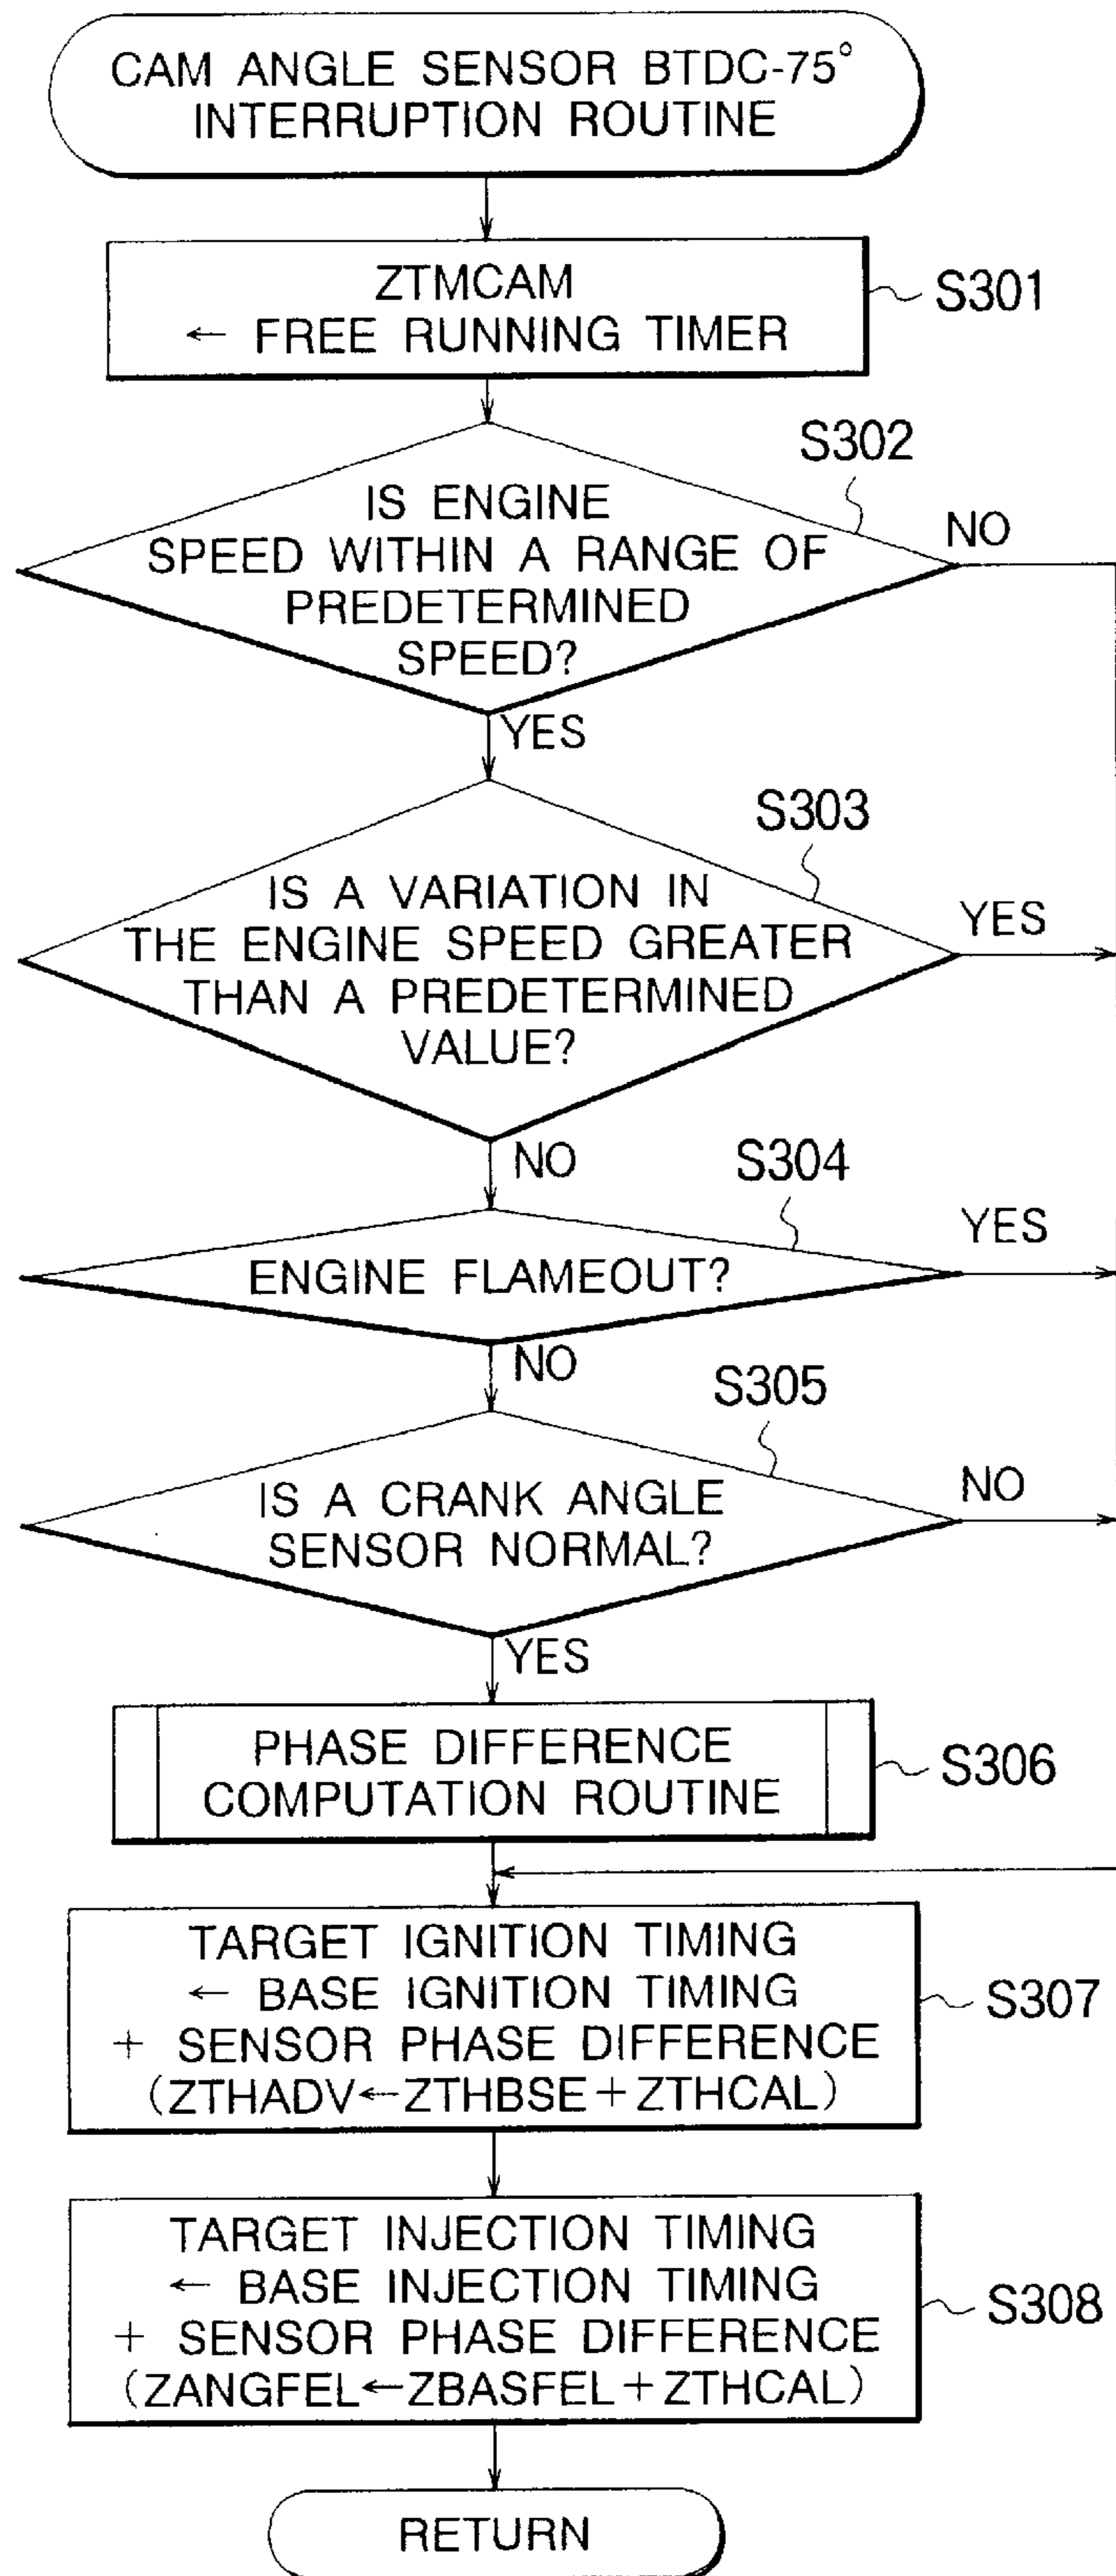 CAM ANGLE SENSOR BTDC-75°
INTERRUPTION ROUTINE
ZTMCAM
← FREE RUNNING TIMER
S301
S302
IS ENGINE
SPEED WITHIN A RANGE OF
PREDETERMINED
SPEED?
NO
YES
S303
IS A VARIATION IN
THE ENGINE SPEED GREATER
THAN A PREDETERMINED
VALUE?
YES
NO
S304
ENGINE FLAMEOUT?
YES
NO
S305
IS A CRANK ANGLE
SENSOR NORMAL?
NO
YES
PHASE DIFFERENCE
COMPUTATION ROUTINE
S306
TARGET IGNITION TIMING
← BASE IGNITION TIMING
+ SENSOR PHASE DIFFERENCE
(ZTHADV←ZTHBSE+ZTHCAL)
S307
TARGET INJECTION TIMING
← BASE INJECTION TIMING
+ SENSOR PHASE DIFFERENCE
(ZANGFEL←ZBASFEL+ZTHCAL)
S308
RETURN